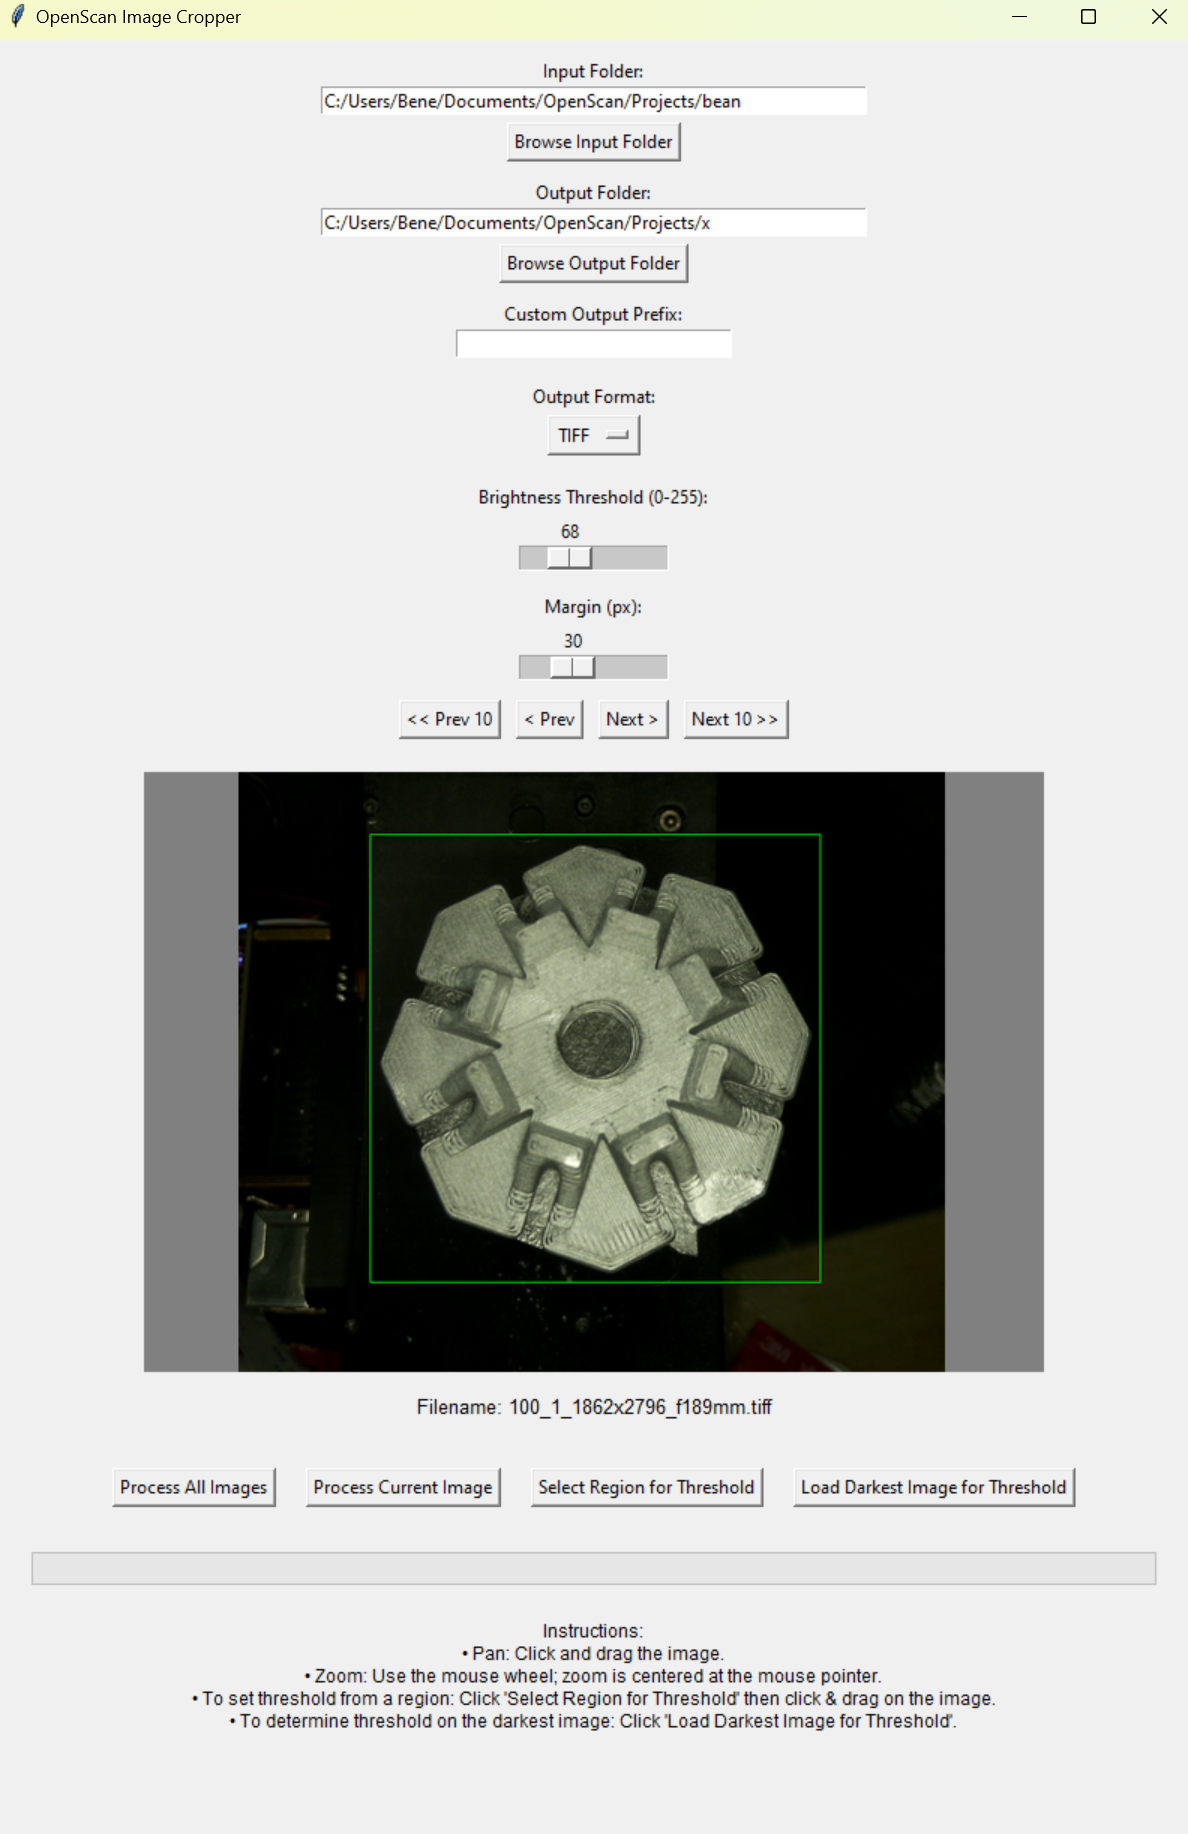 OpenScan Image Cropper
Input Folder:
C:/Users/Bene/Documents/OpenScan/Projects/bean
Browse Input Folder
Output Folder:
C:/Users/Bene/Documents/OpenScan/Projects/x
Browse Output Folder
Custom Output Prefix:
Output Format:
TIFF
Brightness Threshold (0-255):
68
Margin (px):
30
<< Prev 10 < Prev Next > Next 10 >>
3M
Filename: 100_1_1862x2796_f189mm.tiff
Process All Images Process Current Image Select Region for Threshold Load Darkest Image for Threshold
Instructions:
• Pan: Click and drag the image.
• Zoom: Use the mouse wheel; zoom is centered at the mouse pointer.
• To set threshold from a region: Click 'Select Region for Threshold' then click & drag on the image.
• To determine threshold on the darkest image: Click 'Load Darkest Image for Threshold'.